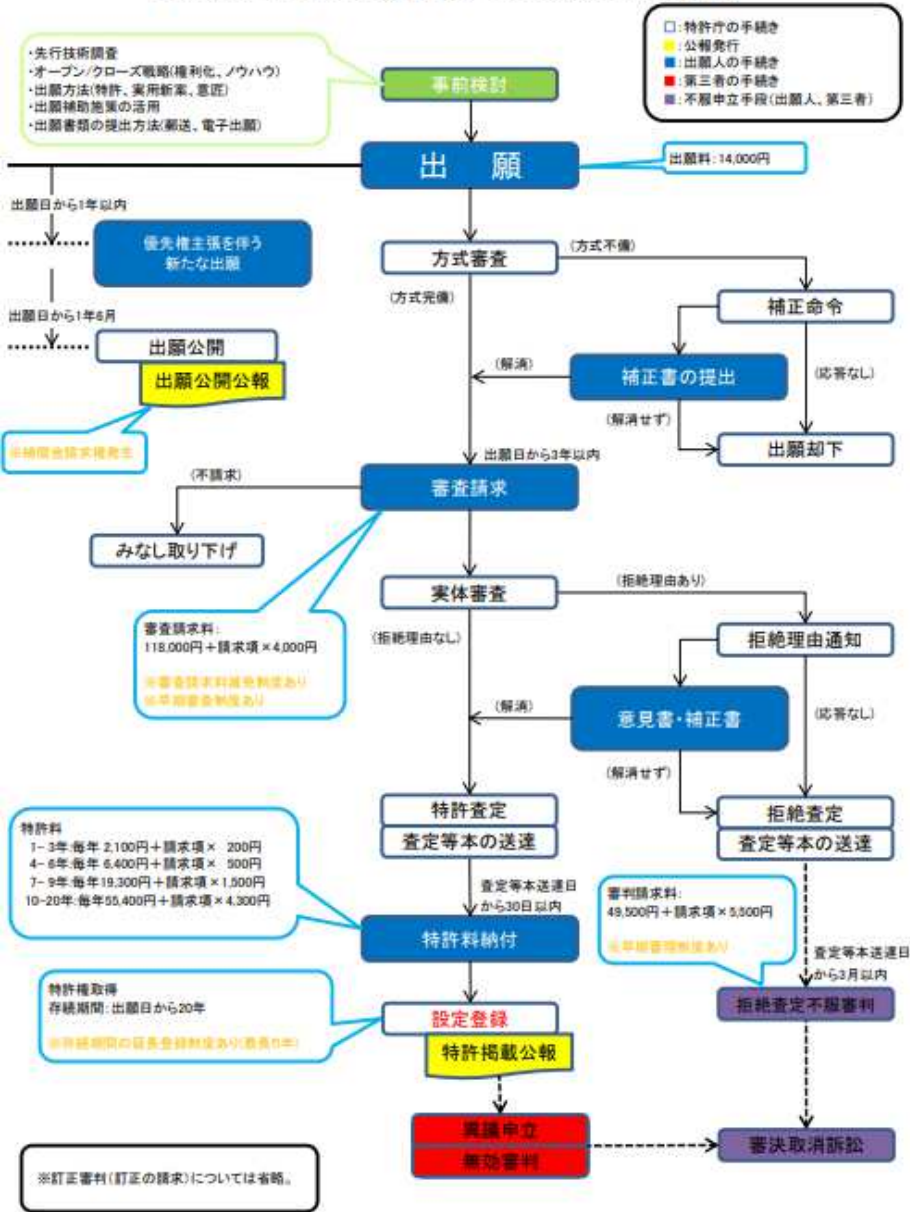 □:特許庁の手続き
■:公報発行
■:出願人の手続き
■:第三者の手続き
■:不服申立手段(出願人、第三者)
・先行技術調査
・オープン/クローズ戦略(権利化、ノウハウ)
・出願方法(特許、実用新案、意匠)
・出願補助施策の活用
・出願書類の提出方法(郵送、電子出願)
事前検討
出 願
出願料:14,000円
出願日から1年以内
優先権主張を伴う
新たな出願
方式審査
(方式不備)
(方式完備)
補正命令
出願日から1年6月
出願公開
出願公開公報
(解消)
補正書の提出
(応答なし)
(解消せず)
※補償金請求権発生
出願却下
出願日から3年以内
(不請求)
審査請求
みなし取り下げ
実体審査
(拒絶理由あり)
(拒絶理由なし)
拒絶理由通知
審査請求料:
118,000円+請求項×4,000円
※審査請求料減免制度あり
※早期審査制度あり
(解消)
意見書・補正書
(応答なし)
(解消せず)
特許査定
査定等本の送達
拒絶査定
査定等本の送達
特許料
1-3年:毎年 2,100円+請求項× 200円
4-6年:毎年 6,400円+請求項× 500円
7-9年:毎年19,300円+請求項×1,500円
10-20年:毎年55,400円+請求項×4,300円
査定等本送達日
から30日以内
審判請求料:
49,500円+請求項×5,500円
※早期審理制度あり
特許料納付
査定等本送達日
から3月以内
特許権取得
存続期間:出願日から20年
※存続期間の延長登録制度あり(最長5年)
設定登録
特許掲載公報
拒絶査定不服審判
異議申立
無効審判
審決取消訴訟
※訂正審判(訂正の請求)については省略。